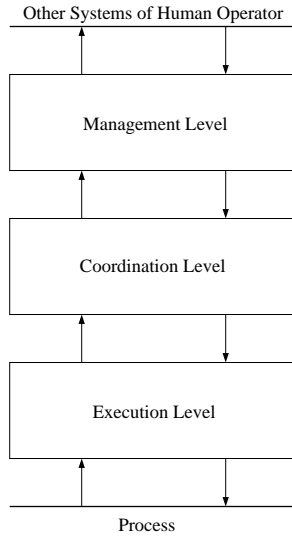 Other Systems of Human Operator
Management Level
Coordination Level
Execution Level
Process